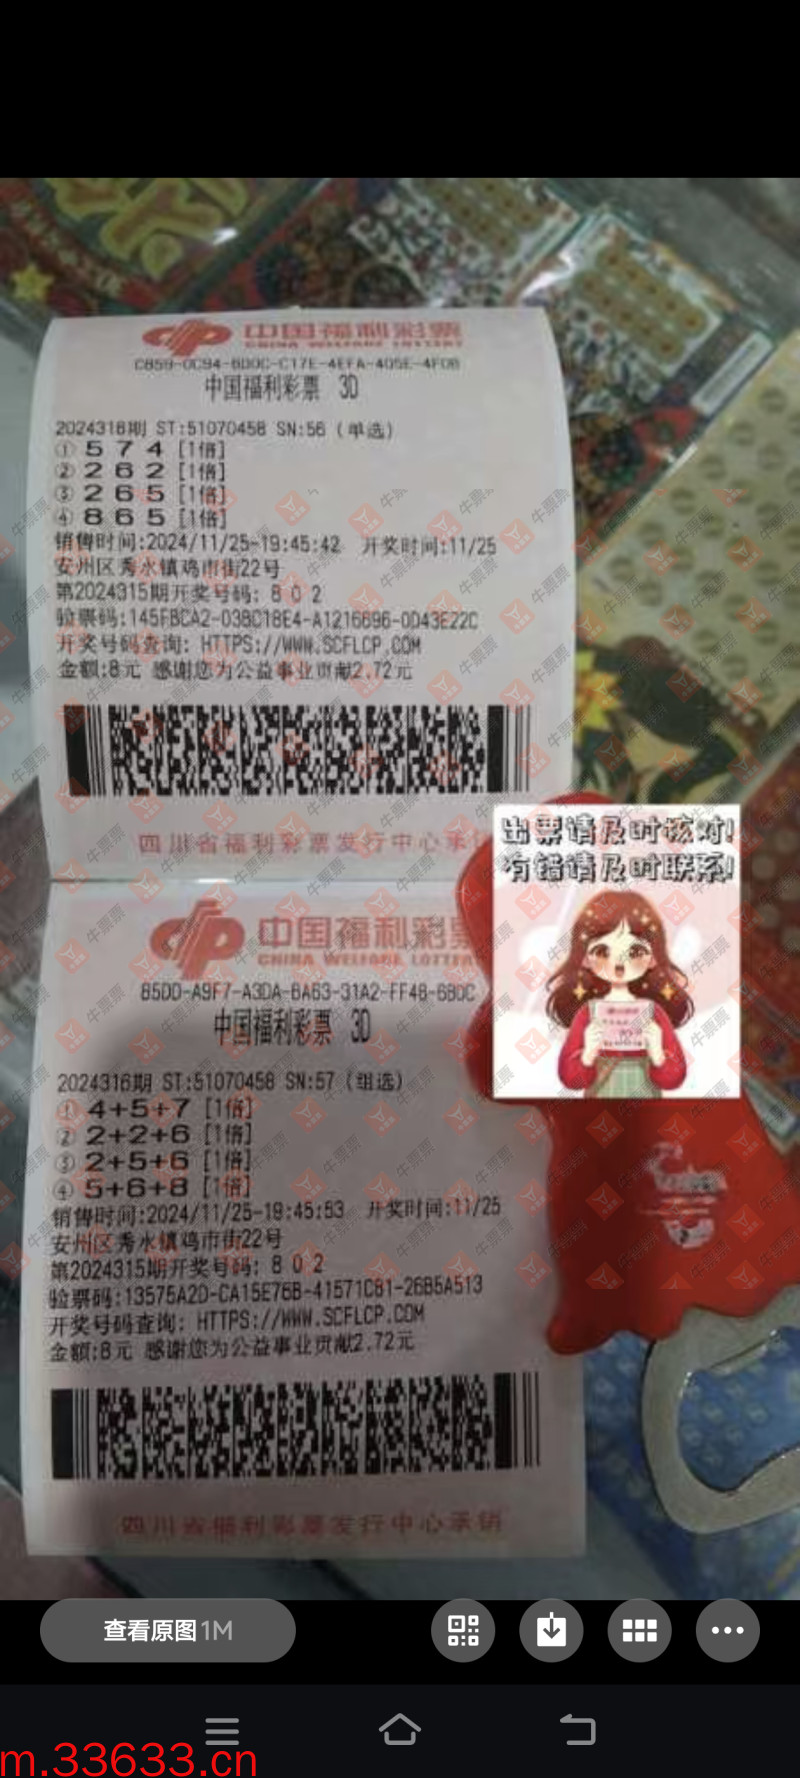 中国福利彩票
CHINA WELFARE LOTTERY
C859-0C94-6D0C-C17E-4EFA-405E-4F0B
中国福利彩票 3D
2024316期 ST:51070458 SN:56 (单选)
① 5 7 4 [1倍]
② 2 6 2 [1倍]
③ 2 6 5 [1倍]
④ 8 6 5 [1倍]
销售时间:2024/11/25-19:45:42 开奖时间:11/25
安州区秀水镇鸡市街22号
第2024315期开奖号码: 8 0 2
验票码:145FBCA2-038C18E4-A1216696-0D43E22C
开奖号码查询: HTTPS://WWW.SCFLCP.COM
金额:8元 感谢您为公益事业贡献2.72元
四川省福利彩票发行中心承销
出票请及时核对!
有错请及时联系!
中国福利彩票
CHINA WELFARE LOTTERY
85DD-A9F7-A3DA-6A63-31A2-FF48-6B0C
中国福利彩票 3D
2024316期 ST:51070458 SN:57 (组选)
① 4+5+7 [1倍]
② 2+2+6 [1倍]
③ 2+5+6 [1倍]
④ 5+6+8 [1倍]
销售时间:2024/11/25-19:45:53 开奖时间:11/25
安州区秀水镇鸡市街22号
第2024315期开奖号码: 8 0 2
验票码:13575A2D-CA15E76B-41571C81-2685A513
开奖号码查询: HTTPS://WWW.SCFLCP.COM
金额:8元 感谢您为公益事业贡献2.72元
四川省福利彩票发行中心承销
牛票票
查看原图1M
m.33633.cn